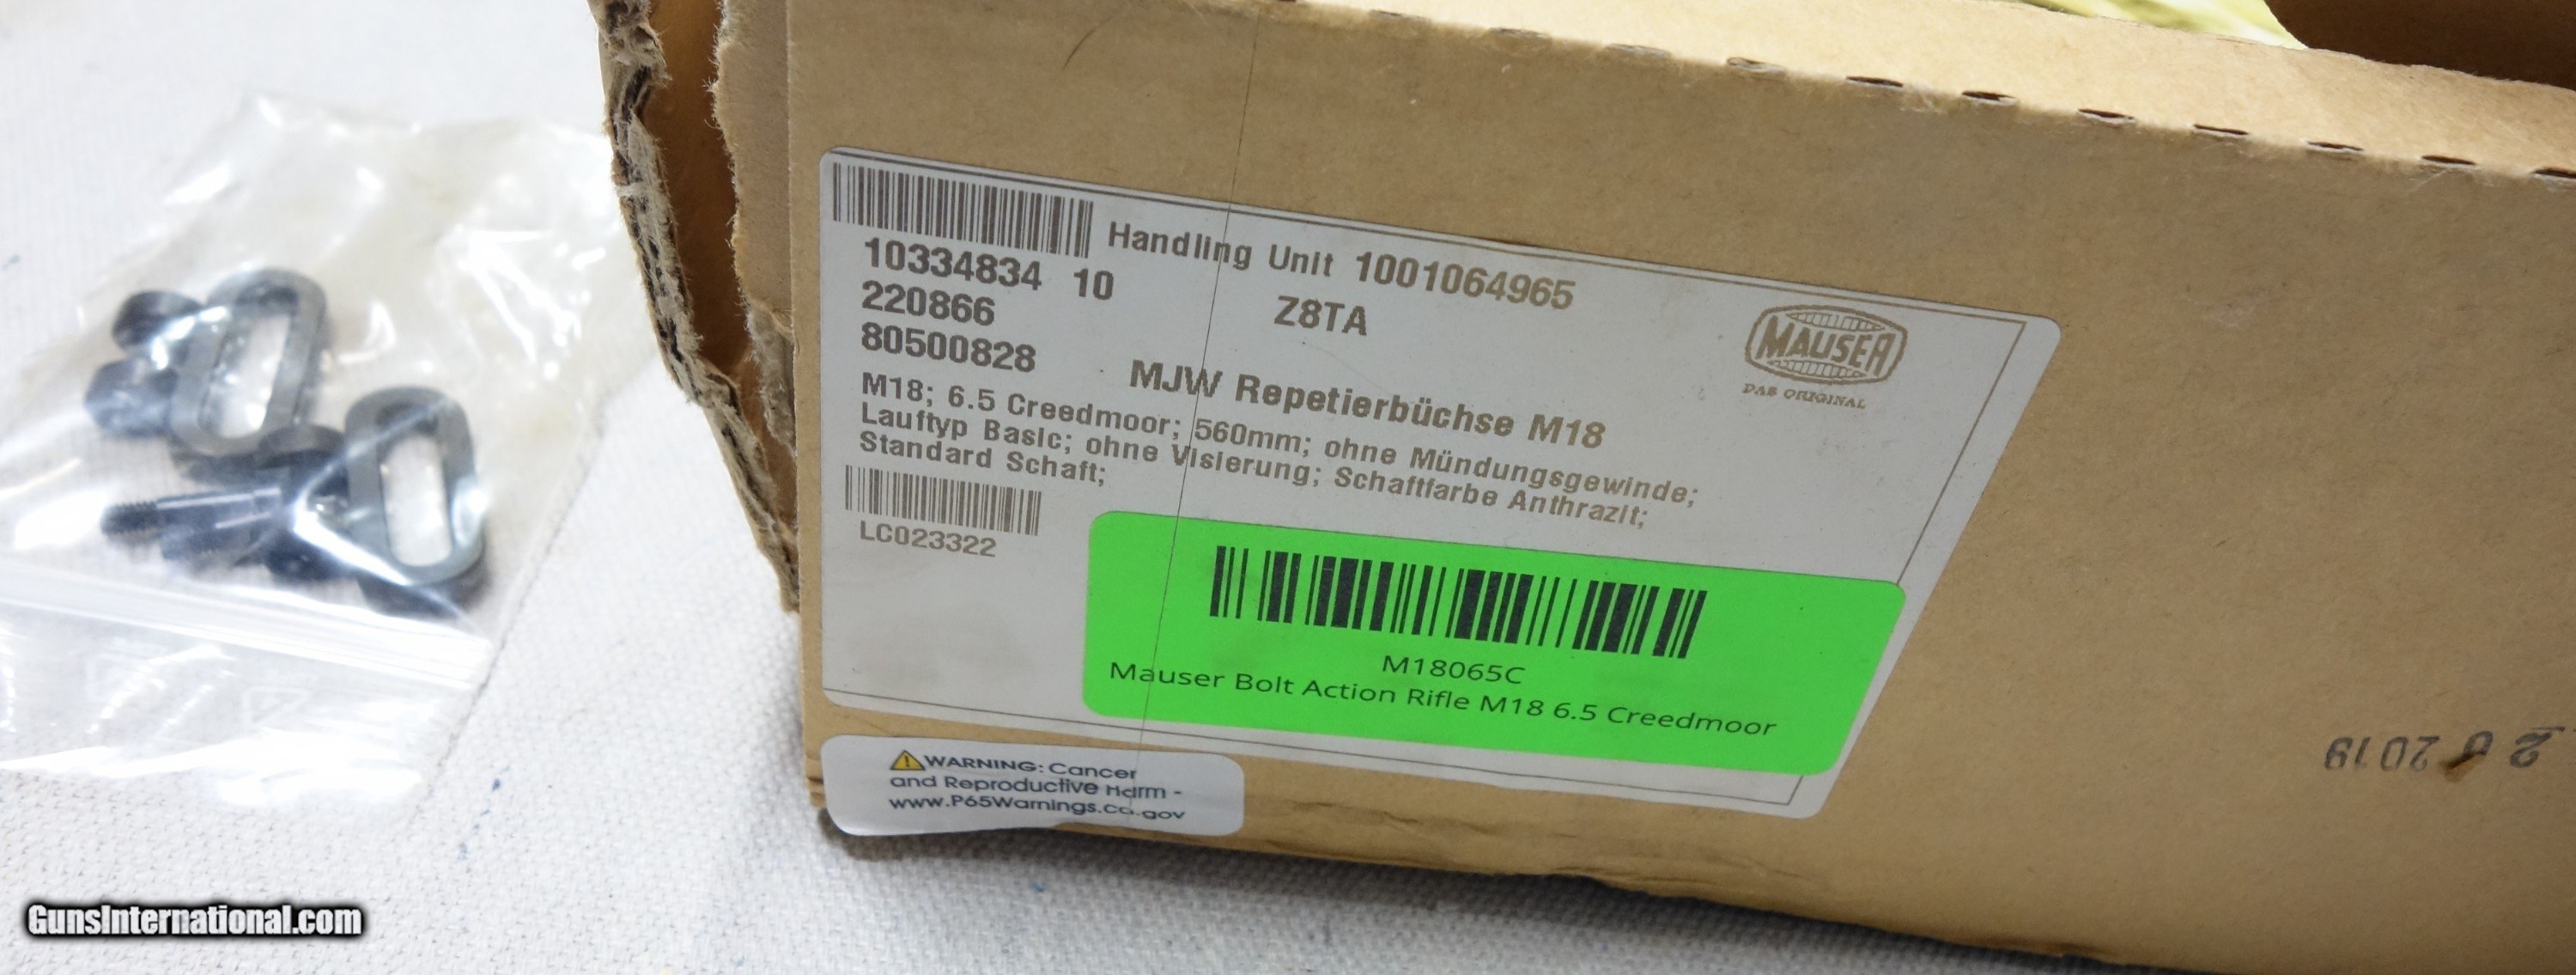 Handling Unit 1001064965
10334834 10
220866
Z8TA
80500828
MJW Repetierbüchse M18
M18; 6.5 Creedmoor; 560mm; ohne Mündungsgewinde;
Lauftyp Basic; ohne Visierung; Schaftfarbe Anthrazit;
Standard Schaft;
LC023322
MAUSER
DAS ORIGINAL
M18065C
Mauser Bolt Action Rifle M18 6.5 Creedmoor
WARNING: Cancer
and Reproductive Harm -
www.P65Warnings.ca.gov
2019
GunsInternational.com